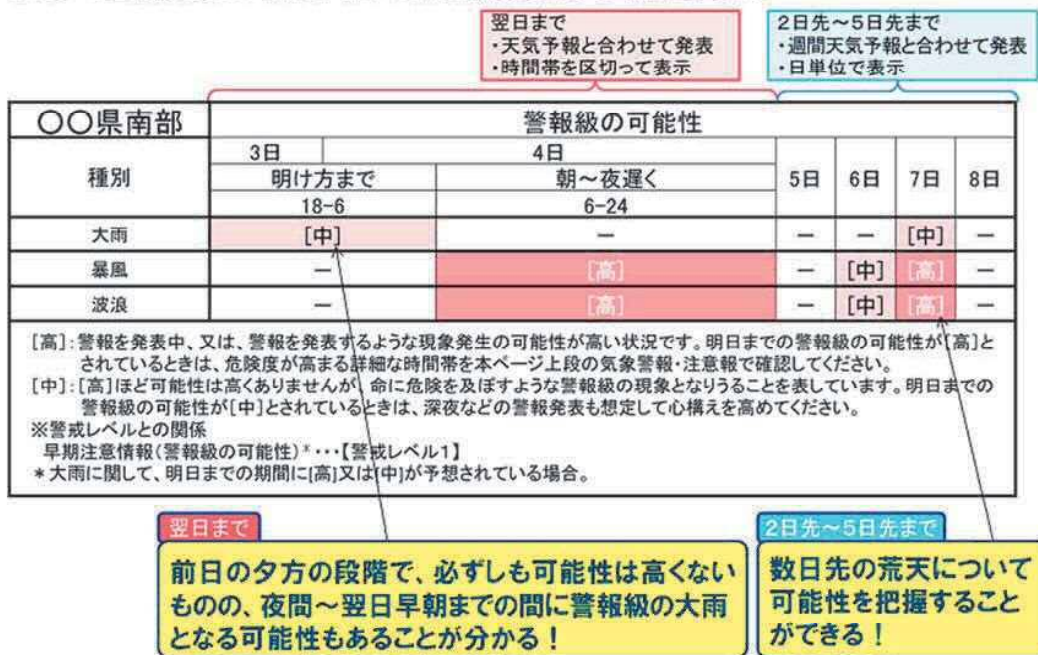 翌日まで
・天気予報と合わせて発表
・時間帯を区切って表示
2日先～5日先まで
・週間天気予報と合わせて発表
・日単位で表示
〇〇県南部 警報級の可能性
種別 3日 4日 5日 6日 7日 8日
明け方まで 朝～夜遅く
18-6 6-24
大雨 [中] － － － [中] －
暴風 － [高] － [中] [高] －
波浪 － [高] － [中] [高] －
[高]：警報を発表中、又は、警報を発表するような現象発生の可能性が高い状況です。明日までの警報級の可能性が[高]と
されているときは、危険度が高まる詳細な時間帯を本ページ上段の気象警報・注意報で確認してください。
[中]：[高]ほど可能性は高くありませんが、命に危険を及ぼすような警報級の現象となりうることを表しています。明日までの
警報級の可能性が[中]とされているときは、深夜などの警報発表も想定して心構えを高めてください。
※警戒レベルとの関係
早期注意情報（警報級の可能性）*・・・【警戒レベル1】
＊大雨に関して、明日までの期間に[高]又は[中]が予想されている場合。
翌日まで
前日の夕方の段階で、必ずしも可能性は高くない
ものの、夜間～翌日早朝までの間に警報級の大雨
となる可能性もあることが分かる！
2日先～5日先まで
数日先の荒天について
可能性を把握すること
ができる！